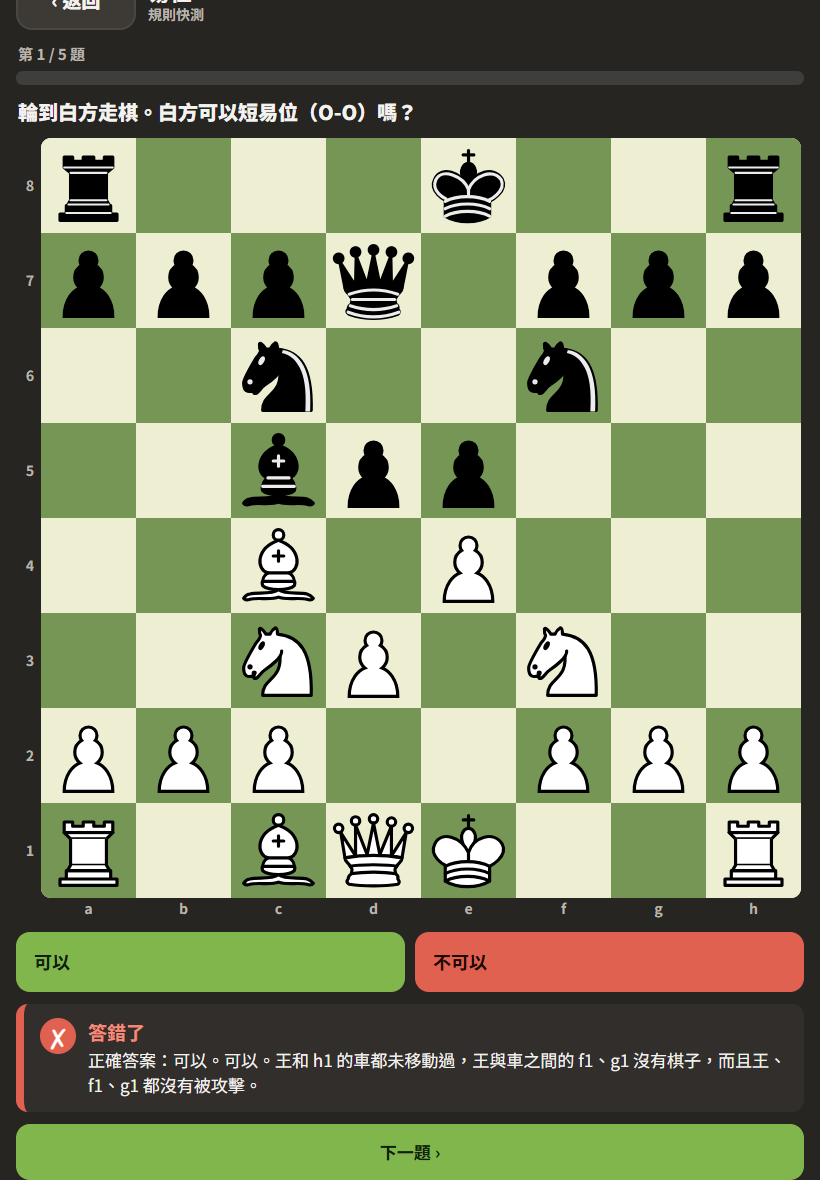 ‹ 返回
規則快測
第 1 / 5 題
輪到白方走棋。白方可以短易位（O-O）嗎？
8
7
6
5
4
3
2
1
a b c d e f g h
可以
不可以
✗ 答錯了
正確答案：可以。可以。王和 h1 的車都未移動過，王與車之間的 f1、g1 沒有棋子，而且王、
f1、g1 都沒有被攻擊。
下一題 ›